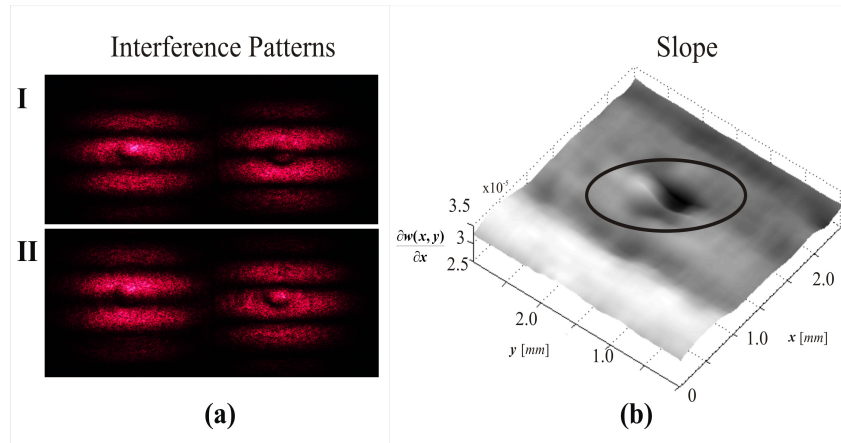 Interference Patterns
I
II
(a)
Slope
x10⁻⁵
3.5
3
2.5
∂w(x, y)
∂x
2.0
1.0
y [mm]
0
1.0
2.0
x [mm]
(b)